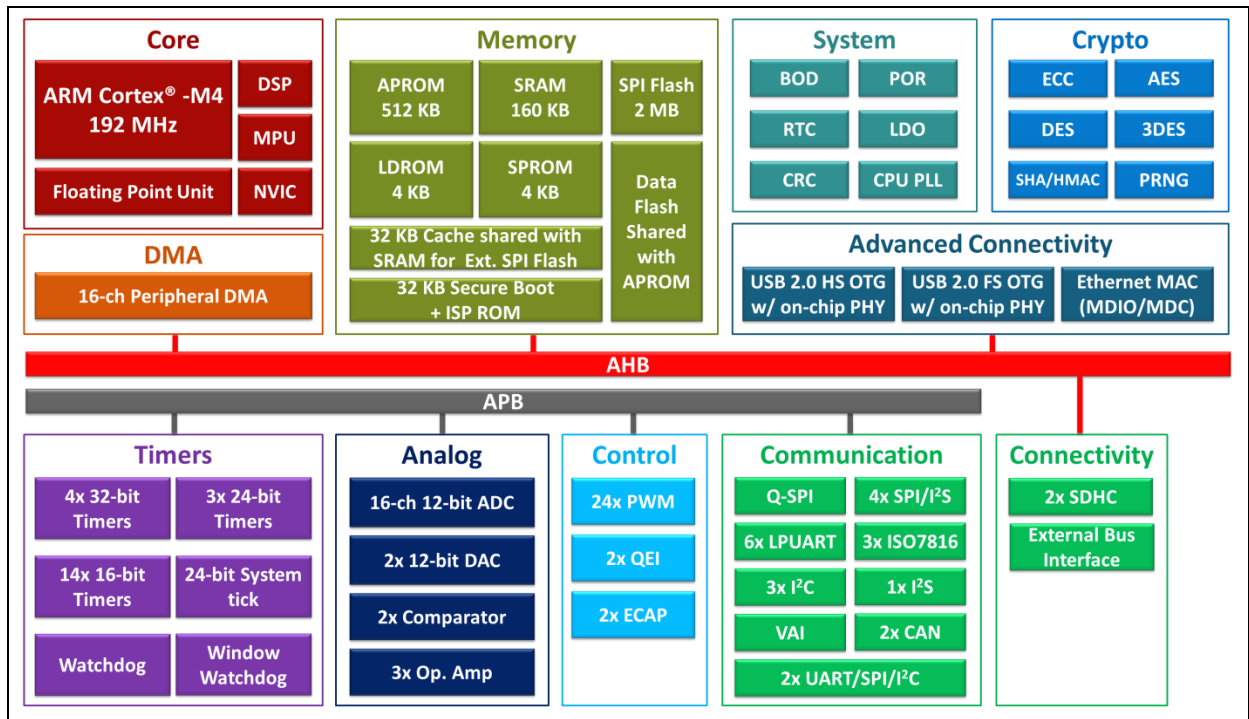 Core
ARM Cortex® -M4
192 MHz
DSP
MPU
Floating Point Unit
NVIC
DMA
16-ch Peripheral DMA
Memory
APROM
512 KB
SRAM
160 KB
SPI Flash
2 MB
LDROM
4 KB
SPROM
4 KB
Data
Flash
Shared
with
APROM
32 KB Cache shared with
SRAM for Ext. SPI Flash
32 KB Secure Boot
+ ISP ROM
System
BOD
POR
RTC
LDO
CRC
CPU PLL
Crypto
ECC
AES
DES
3DES
SHA/HMAC
PRNG
Advanced Connectivity
USB 2.0 HS OTG
w/ on-chip PHY
USB 2.0 FS OTG
w/ on-chip PHY
Ethernet MAC
(MDIO/MDC)
AHB
APB
Timers
4x 32-bit
Timers
3x 24-bit
Timers
14x 16-bit
Timers
24-bit System
tick
Watchdog
Window
Watchdog
Analog
16-ch 12-bit ADC
2x 12-bit DAC
2x Comparator
3x Op. Amp
Control
24x PWM
2x QEI
2x ECAP
Communication
Q-SPI
4x SPI/I²S
6x LPUART
3x ISO7816
3x I²C
1x I²S
VAI
2x CAN
2x UART/SPI/I²C
Connectivity
2x SDHC
External Bus
Interface